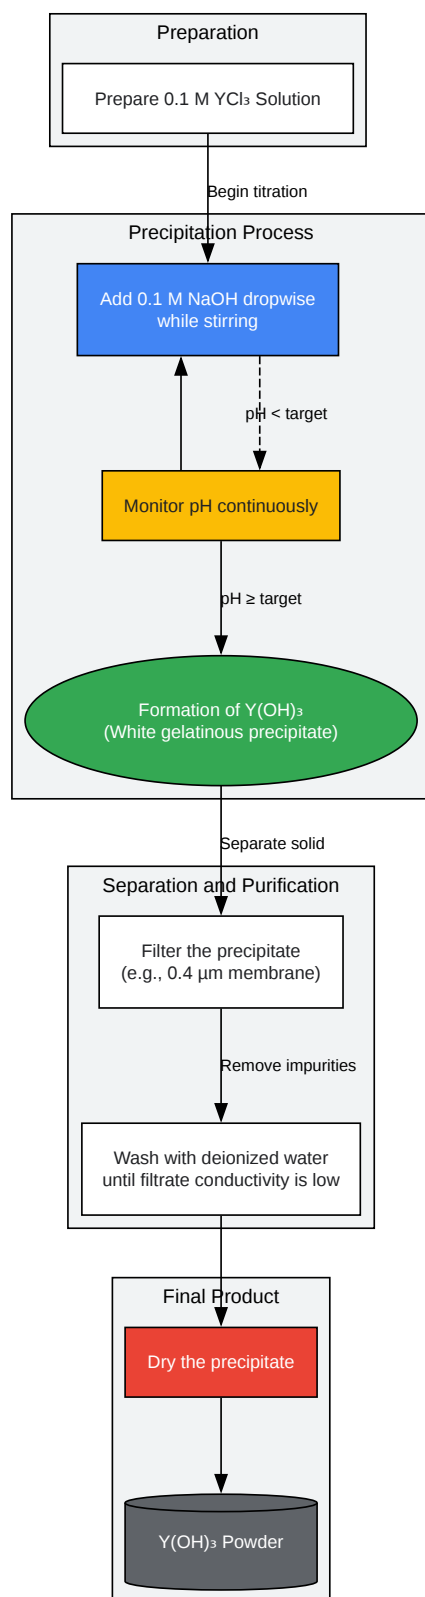 Preparation
Prepare 0.1 M YCl₃ Solution
Begin titration
Precipitation Process
Add 0.1 M NaOH dropwise
while stirring
pH < target
Monitor pH continuously
pH ≥ target
Formation of Y(OH)₃
(White gelatinous precipitate)
Separate solid
Separation and Purification
Filter the precipitate
(e.g., 0.4 µm membrane)
Remove impurities
Wash with deionized water
until filtrate conductivity is low
Final Product
Dry the precipitate
Y(OH)₃ Powder